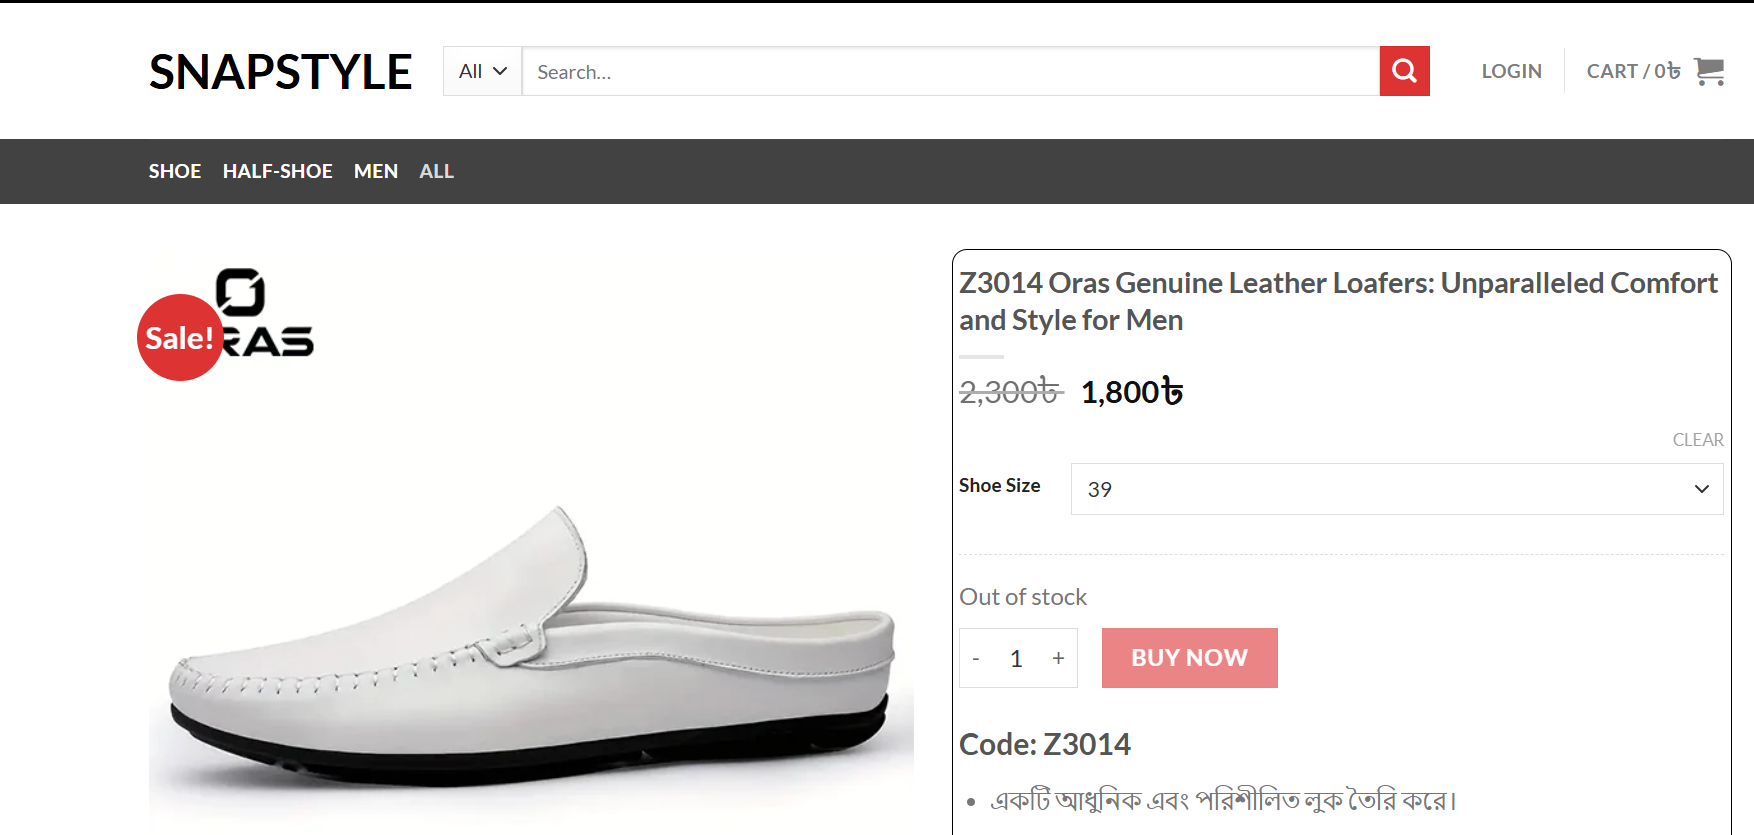 SNAPSTYLE
All
Search...
LOGIN
CART / 0৳
SHOE HALF-SHOE MEN ALL
Sale!
RAS
Z3014 Oras Genuine Leather Loafers: Unparalleled Comfort
and Style for Men
2,300৳ 1,800৳
CLEAR
Shoe Size
39
Out of stock
- 1 +
BUY NOW
Code: Z3014
• একটি আধুনিক এবং পরিশীলিত লুক তৈরি করে।